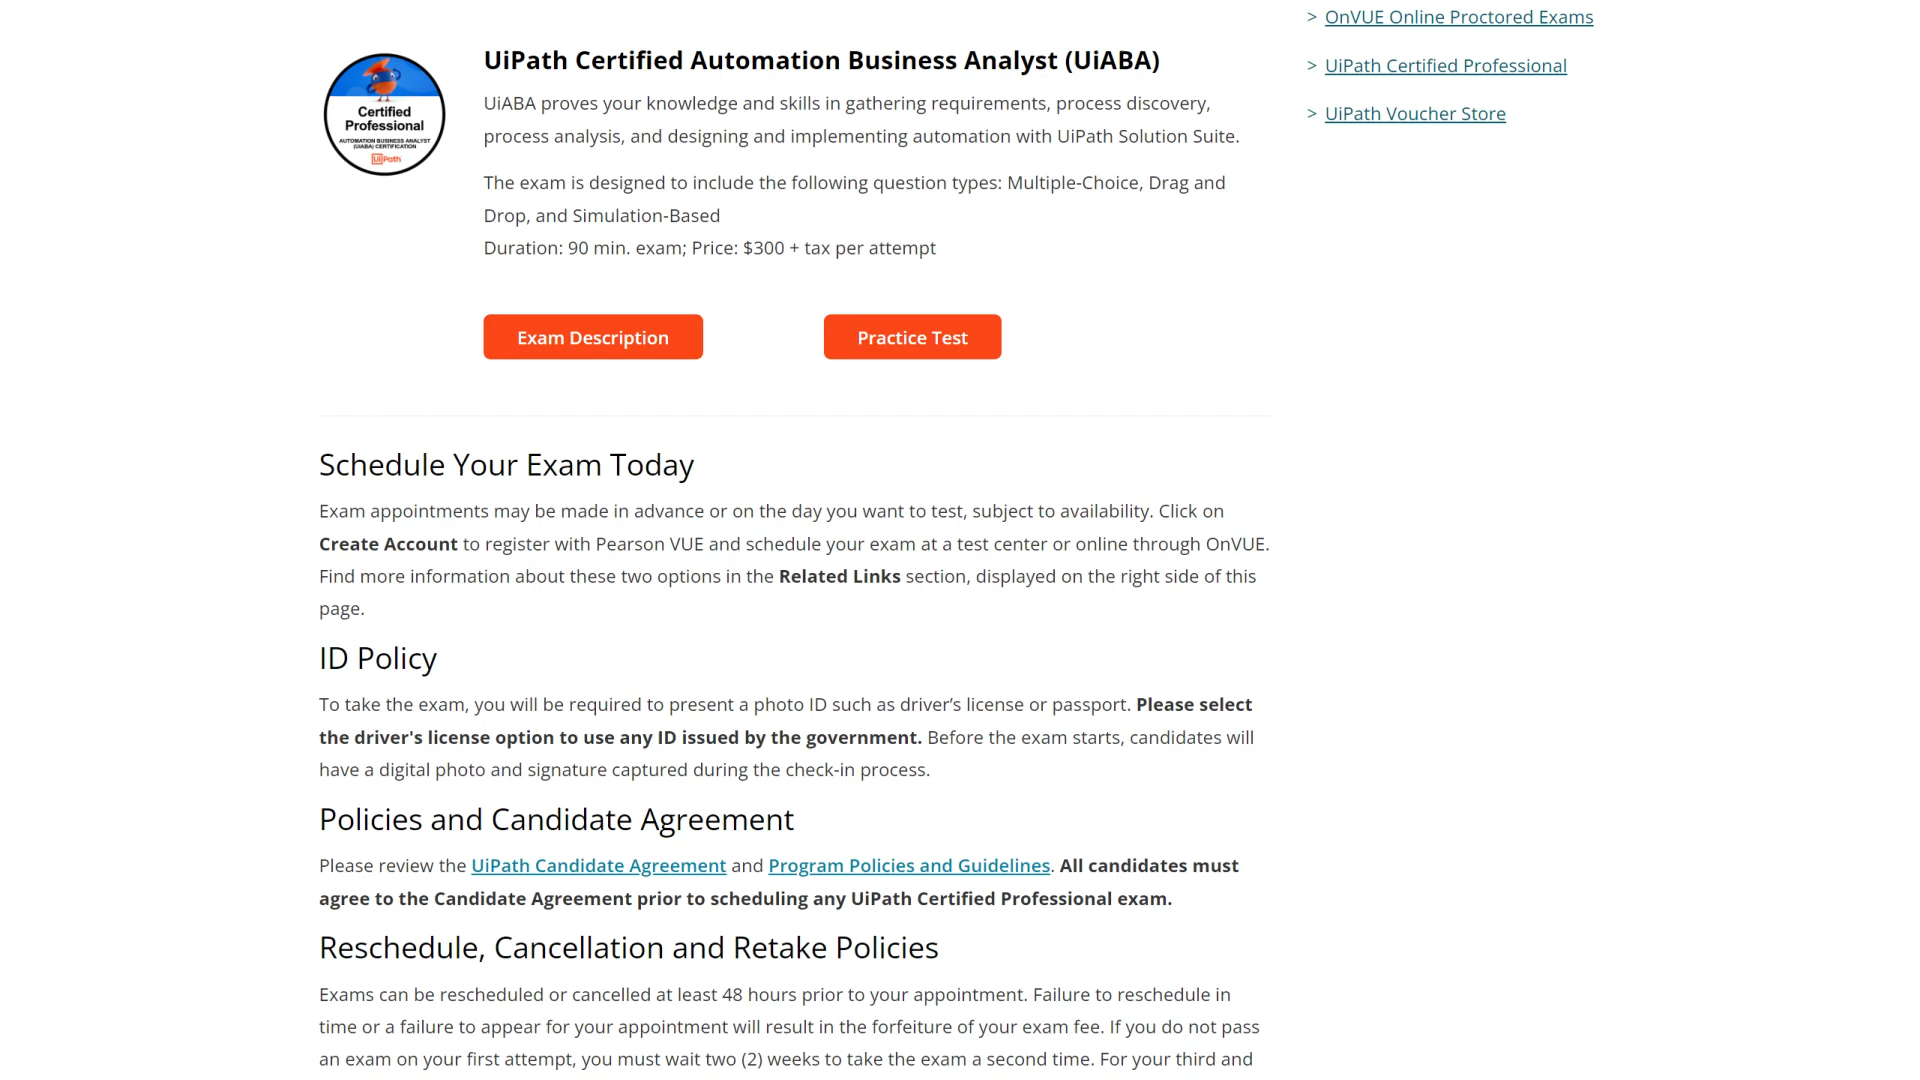 > OnVUE Online Proctored Exams
> UiPath Certified Professional
> UiPath Voucher Store
Certified
Professional
AUTOMATION BUSINESS ANALYST
(UiABA) CERTIFICATION
UiPath
UiPath Certified Automation Business Analyst (UiABA)
UiABA proves your knowledge and skills in gathering requirements, process discovery,
process analysis, and designing and implementing automation with UiPath Solution Suite.
The exam is designed to include the following question types: Multiple-Choice, Drag and
Drop, and Simulation-Based
Duration: 90 min. exam; Price: $300 + tax per attempt
Exam Description
Practice Test
Schedule Your Exam Today
Exam appointments may be made in advance or on the day you want to test, subject to availability. Click on
Create Account to register with Pearson VUE and schedule your exam at a test center or online through OnVUE.
Find more information about these two options in the Related Links section, displayed on the right side of this
page.
ID Policy
To take the exam, you will be required to present a photo ID such as driver’s license or passport. Please select
the driver's license option to use any ID issued by the government. Before the exam starts, candidates will
have a digital photo and signature captured during the check-in process.
Policies and Candidate Agreement
Please review the UiPath Candidate Agreement and Program Policies and Guidelines. All candidates must
agree to the Candidate Agreement prior to scheduling any UiPath Certified Professional exam.
Reschedule, Cancellation and Retake Policies
Exams can be rescheduled or cancelled at least 48 hours prior to your appointment. Failure to reschedule in
time or a failure to appear for your appointment will result in the forfeiture of your exam fee. If you do not pass
an exam on your first attempt, you must wait two (2) weeks to take the exam a second time. For your third and